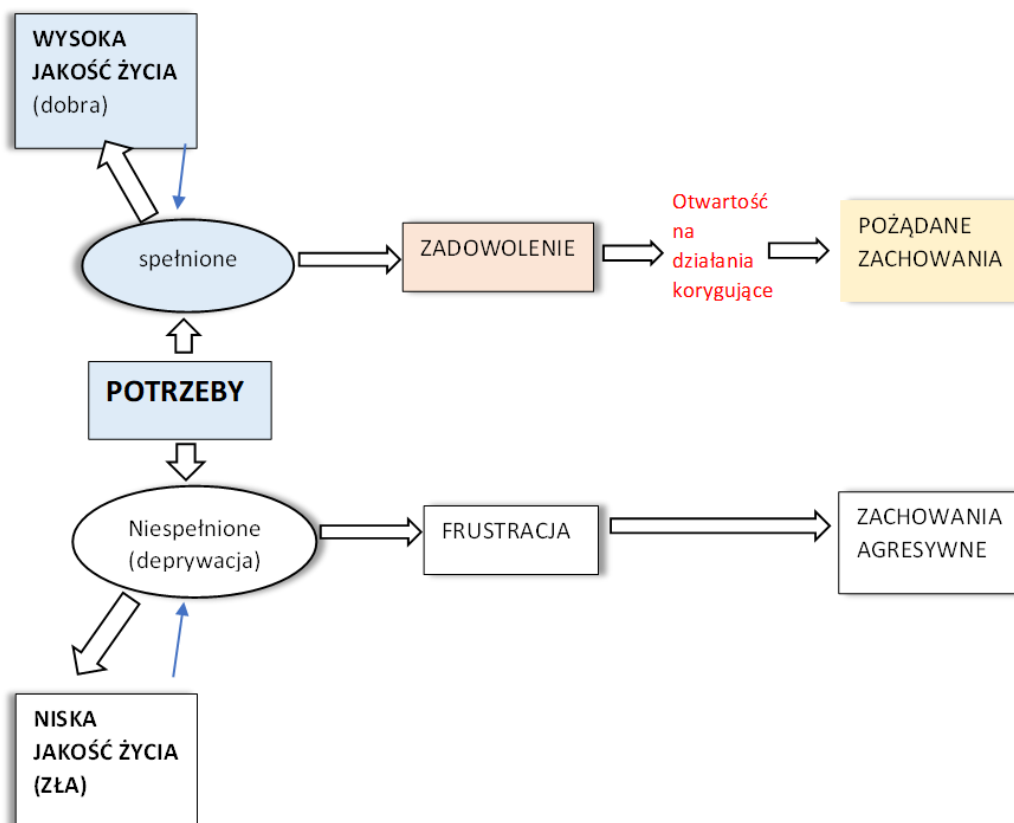 WYSOKA
JAKOŚĆ ŻYCIA
(dobra)
spełnione
ZADOWOLENIE
Otwartość
na
działania
korygujące
POŻĄDANE
ZACHOWANIA
POTRZEBY
Niespełnione
(deprywacja)
FRUSTRACJA
ZACHOWANIA
AGRESYWNE
NISKA
JAKOŚĆ ŻYCIA
(ZŁA)